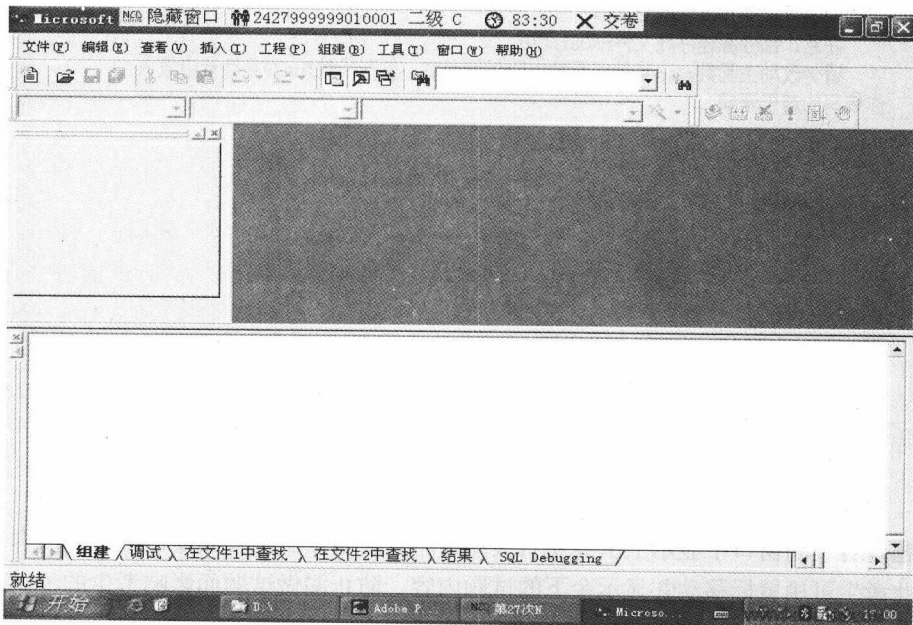 Microsoft NCR 隐藏窗口 2427999999010001 二级 C 83:30 交卷
文件(F) 编辑(E) 查看(V) 插入(I) 工程(P) 组建(B) 工具(T) 窗口(W) 帮助(H)
组建 调试 在文件1中查找 在文件2中查找 结果 SQL Debugging
就绪
开始 D:\ Adobe P... 第27次N... Microso...